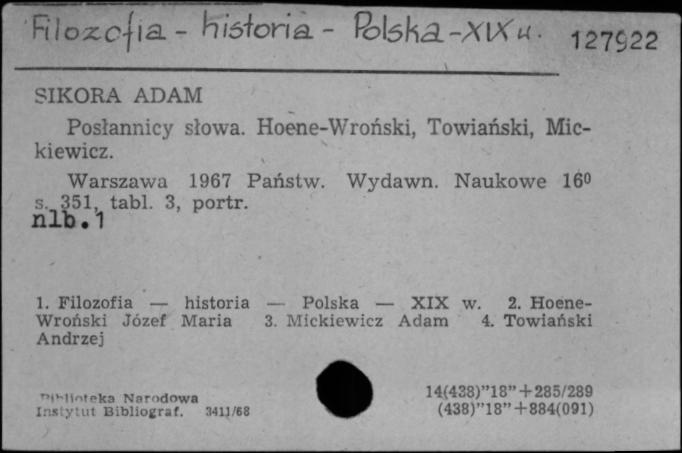 Filozofia - historia - Polska - XIX w. 127922
SIKORA ADAM
Posłannicy słowa. Hoene-Wroński, Towiański, Mic-
kiewicz.
Warszawa 1967 Państw. Wydawn. Naukowe 16⁰
s. 351, tabl. 3, portr.
nlb. 1
1. Filozofia — historia — Polska — XIX w. 2. Hoene-
Wroński Józef Maria 3. Mickiewicz Adam 4. Towiański
Andrzej
Biblioteka Narodowa
Instytut Bibliograf. 3411/68
14(438)"18"+285/289
(438)"18"+884(091)